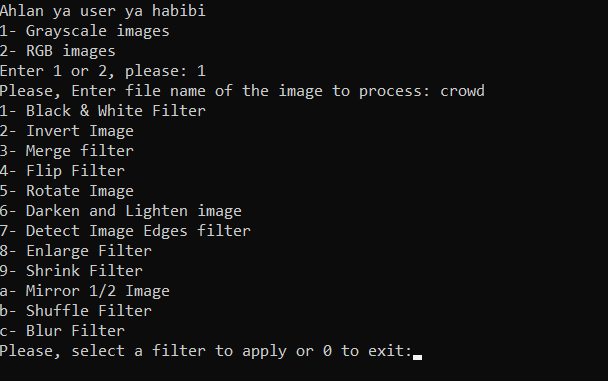 Ahlan ya user ya habibi
1- Grayscale images
2- RGB images
Enter 1 or 2, please: 1
Please, Enter file name of the image to process: crowd
1- Black & White Filter
2- Invert Image
3- Merge filter
4- Flip Filter
5- Rotate Image
6- Darken and Lighten image
7- Detect Image Edges filter
8- Enlarge Filter
9- Shrink Filter
a- Mirror 1/2 Image
b- Shuffle Filter
c- Blur Filter
Please, select a filter to apply or 0 to exit: